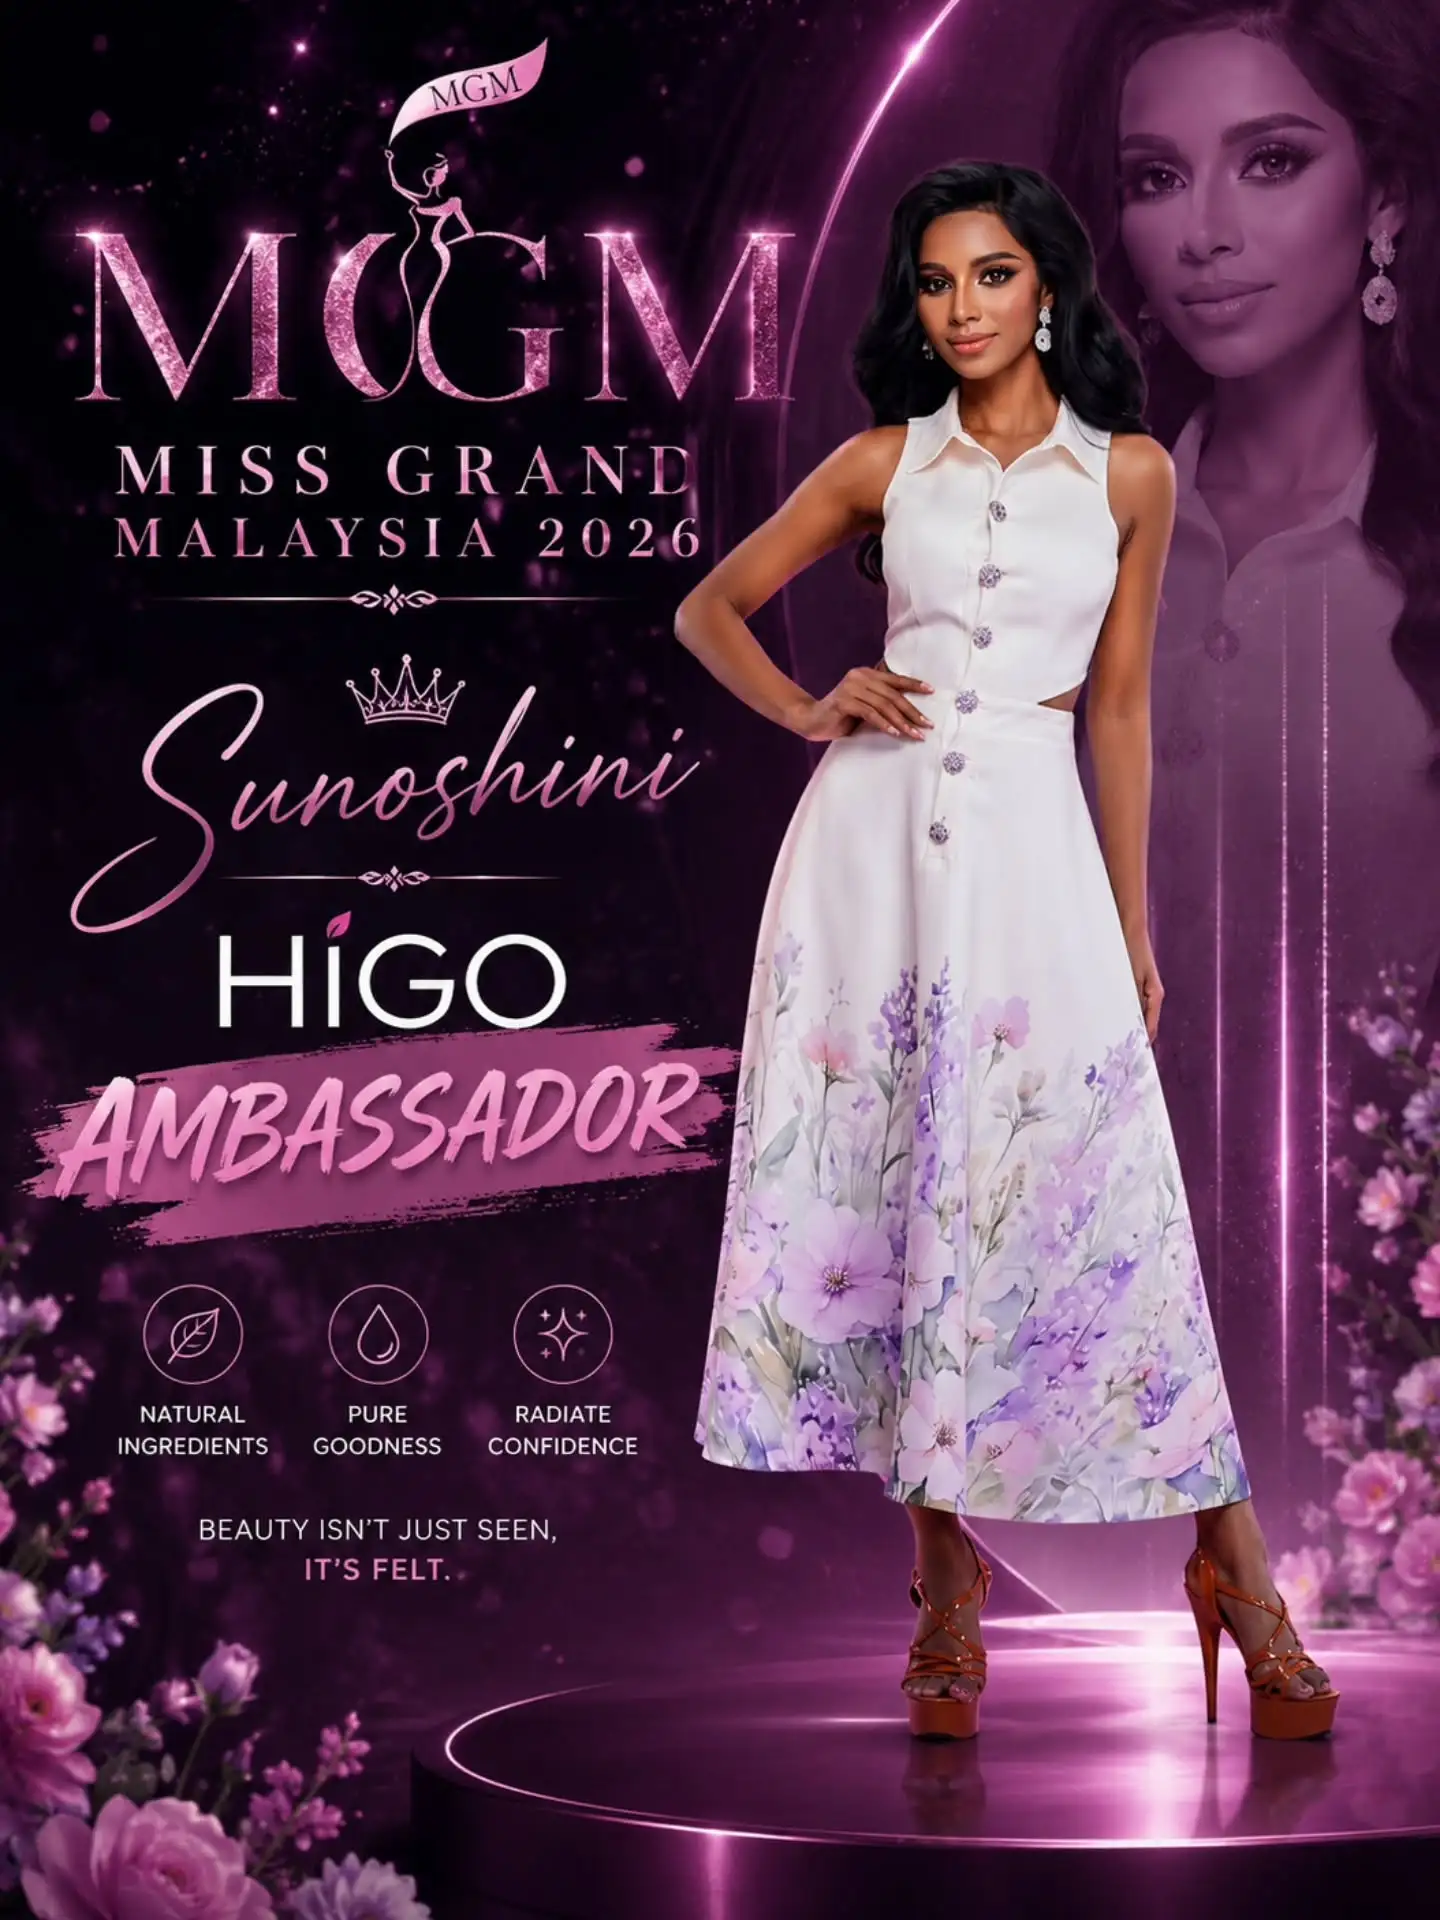 MGM
MGM
MISS GRAND
MALAYSIA 2026
Sunoshini
HiGO
AMBASSADOR
NATURAL
INGREDIENTS
PURE
GOODNESS
RADIATE
CONFIDENCE
BEAUTY ISN'T JUST SEEN,
IT'S FELT.